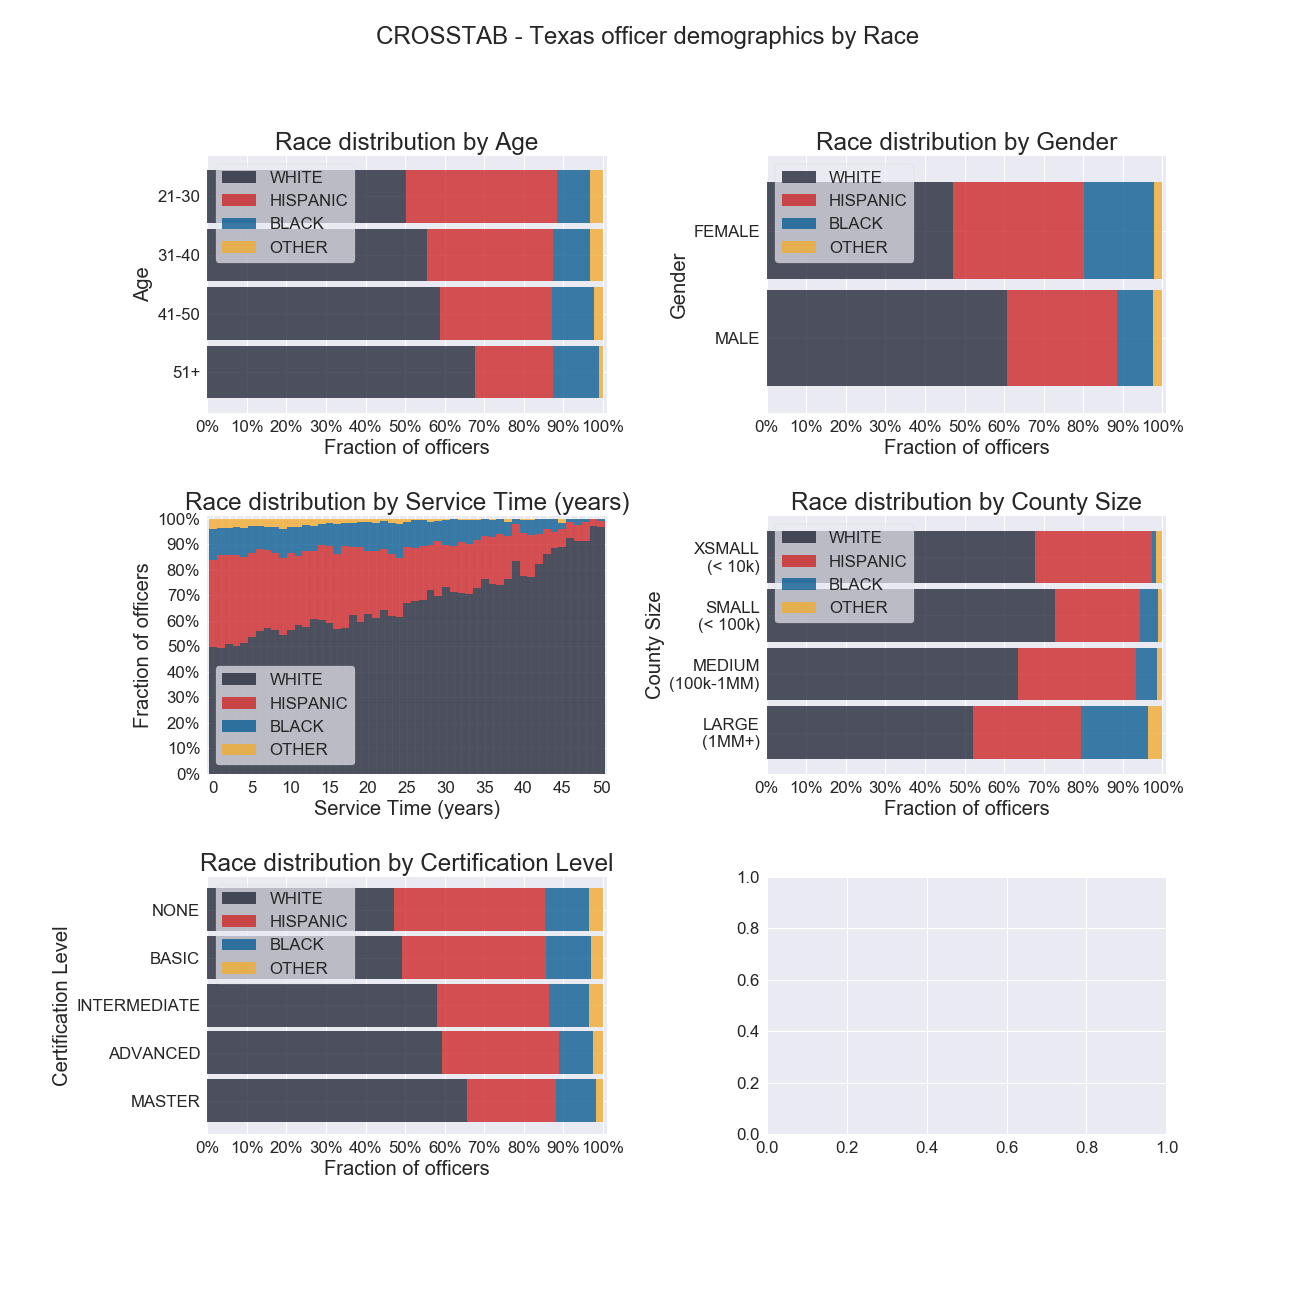 CROSSTAB - Texas officer demographics by Race
Race distribution by Age
WHITE
HISPANIC
BLACK
OTHER
21-30
31-40
41-50
51+
Age
0% 10% 20% 30% 40% 50% 60% 70% 80% 90% 100%
Fraction of officers
Race distribution by Gender
WHITE
HISPANIC
BLACK
OTHER
FEMALE
MALE
Gender
0% 10% 20% 30% 40% 50% 60% 70% 80% 90% 100%
Fraction of officers
Race distribution by Service Time (years)
100%
90%
80%
70%
60%
50%
40%
30%
20%
10%
0%
Fraction of officers
WHITE
HISPANIC
BLACK
OTHER
0 5 10 15 20 25 30 35 40 45 50
Service Time (years)
Race distribution by County Size
WHITE
HISPANIC
BLACK
OTHER
XSMALL
(< 10k)
SMALL
(< 100k)
MEDIUM
(100k-1MM)
LARGE
(1MM+)
County Size
0% 10% 20% 30% 40% 50% 60% 70% 80% 90% 100%
Fraction of officers
Race distribution by Certification Level
WHITE
HISPANIC
BLACK
OTHER
NONE
BASIC
INTERMEDIATE
ADVANCED
MASTER
Certification Level
0% 10% 20% 30% 40% 50% 60% 70% 80% 90% 100%
Fraction of officers
1.0
0.8
0.6
0.4
0.2
0.0
0.0 0.2 0.4 0.6 0.8 1.0